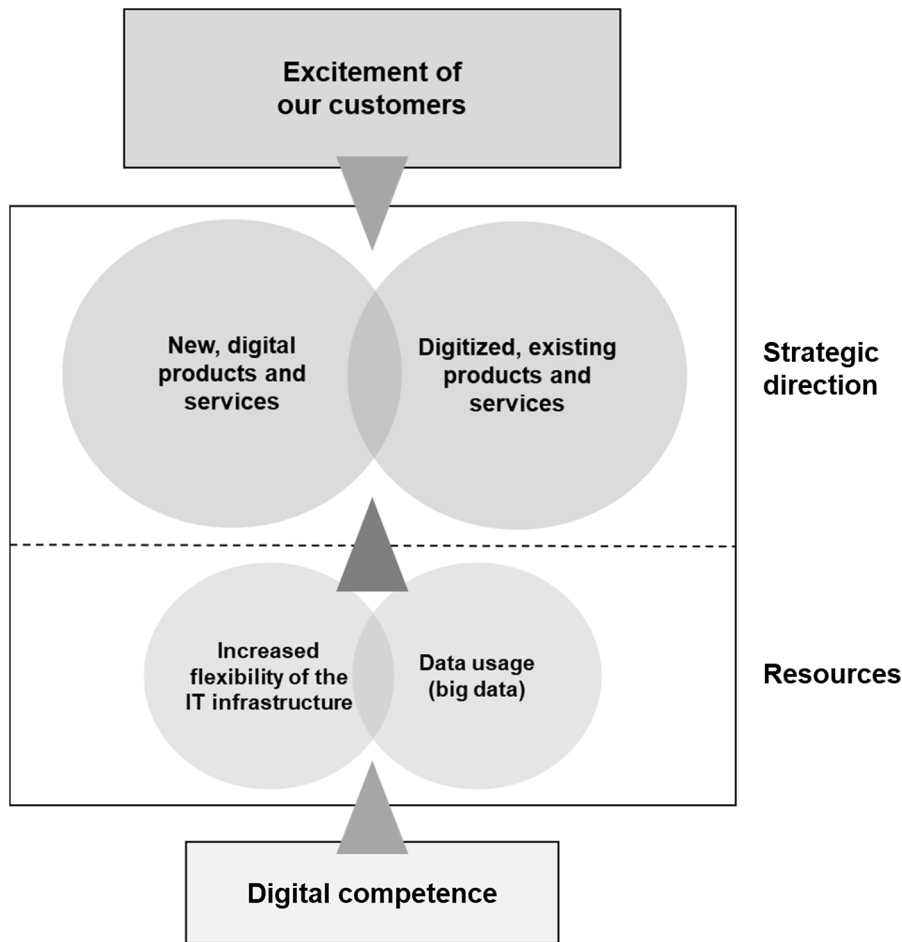 Excitement of
our customers
New, digital
products and
services
Digitized, existing
products and
services
Strategic
direction
Increased
flexibility of the
IT infrastructure
Data usage
(big data)
Resources
Digital competence